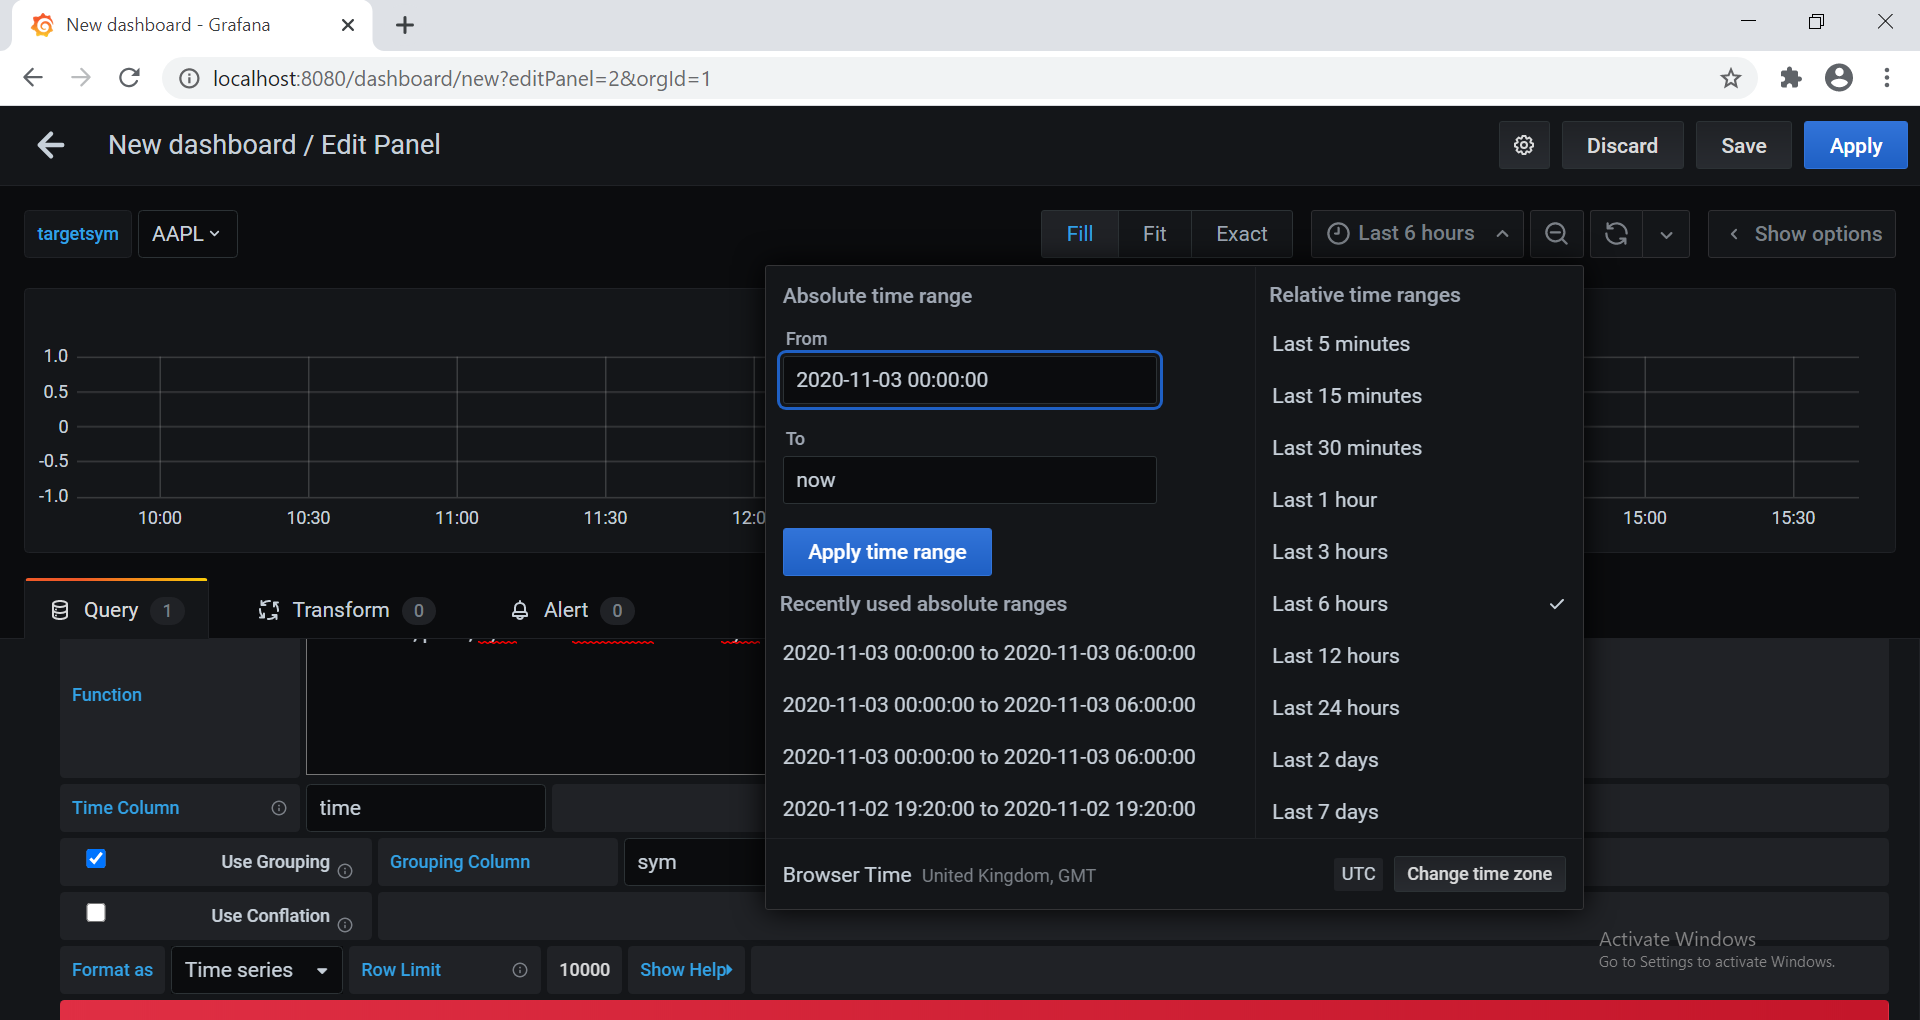 New dashboard - Grafana
localhost:8080/dashboard/new?editPanel=2&orgId=1
New dashboard / Edit Panel
Discard
Save
Apply
targetsym
AAPL
Fill
Fit
Exact
Last 6 hours
Show options
1.0
0.5
0
-0.5
-1.0
10:00
10:30
11:00
11:30
12:0
15:00
15:30
Absolute time range
From
2020-11-03 00:00:00
To
now
Apply time range
Recently used absolute ranges
2020-11-03 00:00:00 to 2020-11-03 06:00:00
2020-11-03 00:00:00 to 2020-11-03 06:00:00
2020-11-03 00:00:00 to 2020-11-03 06:00:00
2020-11-02 19:20:00 to 2020-11-02 19:20:00
Relative time ranges
Last 5 minutes
Last 15 minutes
Last 30 minutes
Last 1 hour
Last 3 hours
Last 6 hours
Last 12 hours
Last 24 hours
Last 2 days
Last 7 days
Browser Time United Kingdom, GMT
UTC
Change time zone
Query 1
Transform 0
Alert 0
Function
Time Column
time
Use Grouping
Grouping Column
sym
Use Conflation
Format as
Time series
Row Limit
10000
Show Help
Activate Windows
Go to Settings to activate Windows.